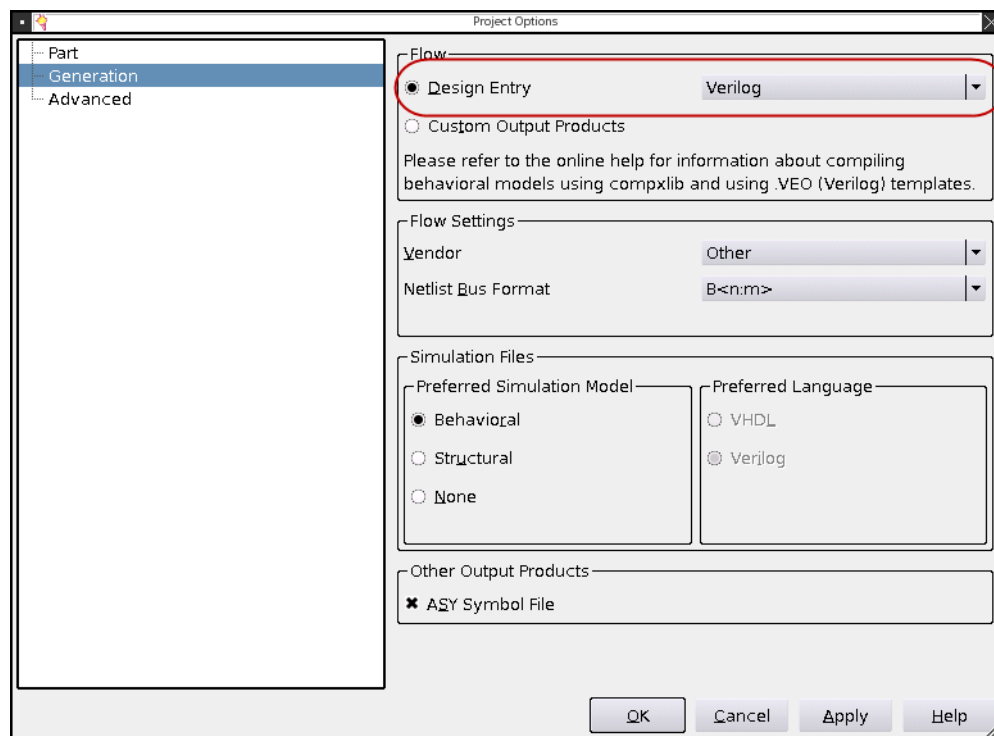 Project Options
Part
Generation
Advanced
Flow
Design Entry Verilog
Custom Output Products
Please refer to the online help for information about compiling
behavioral models using compxlib and using .VEO (Verilog) templates.
Flow Settings
Vendor Other
Netlist Bus Format B<n:m>
Simulation Files
Preferred Simulation Model Preferred Language
Behavioral VHDL
Structural Verilog
None
Other Output Products
ASY Symbol File
OK Cancel Apply Help